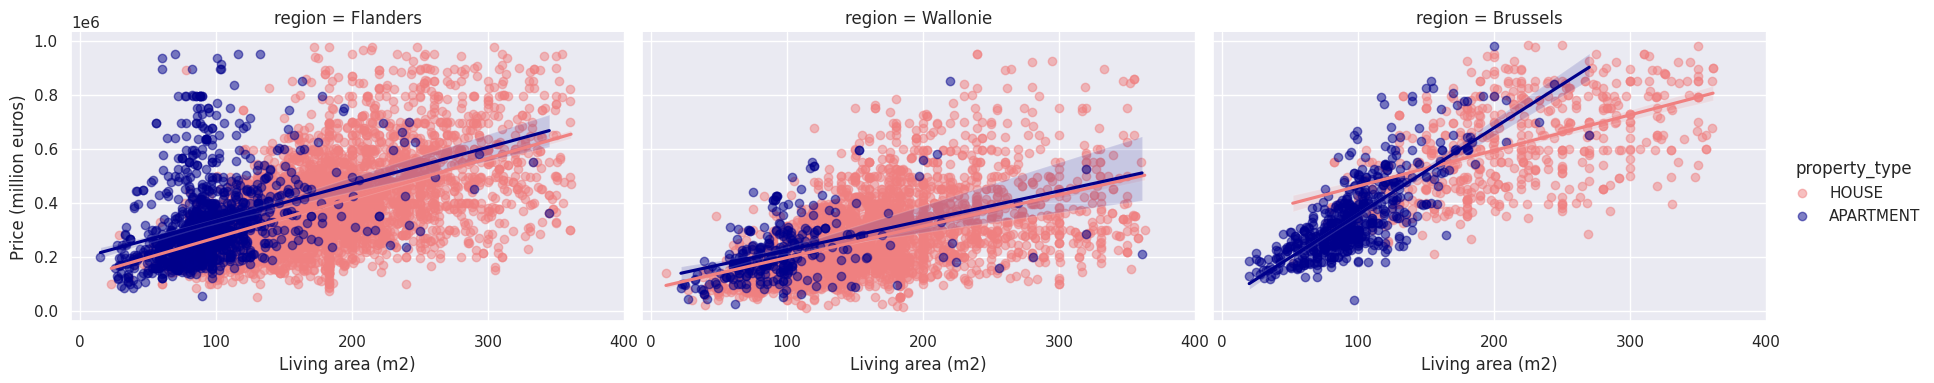 region = Flanders
region = Wallonie
region = Brussels
1e6
1.0
0.8
0.6
0.4
0.2
0.0
Price (million euros)
0 100 200 300 400
0 100 200 300 400
0 100 200 300 400
Living area (m2)
Living area (m2)
Living area (m2)
property_type
HOUSE
APARTMENT